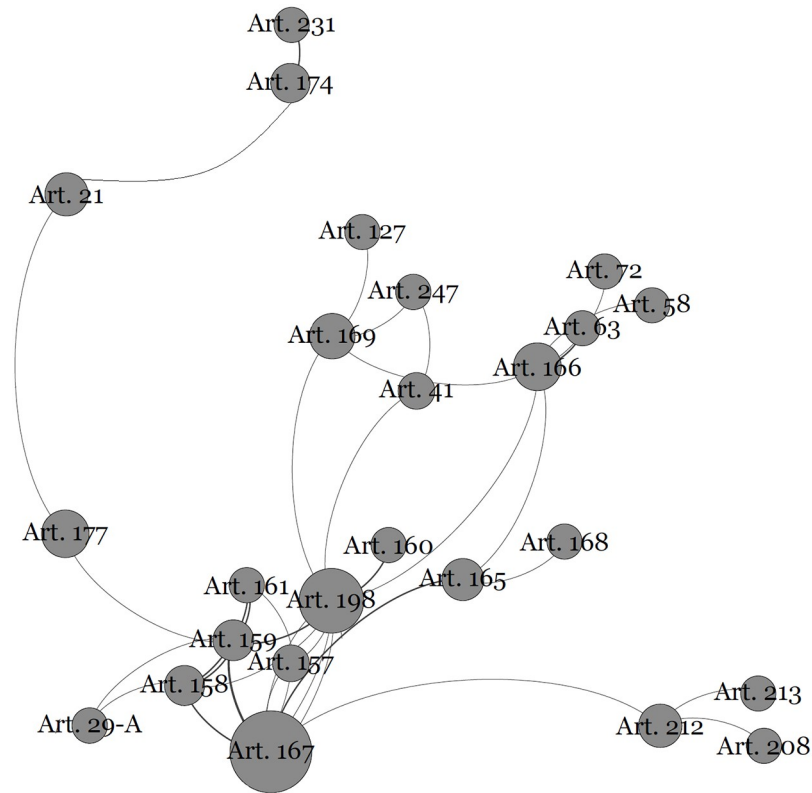 Art. 231
Art. 174
Art. 21
Art. 127
Art. 72
Art. 247
Art. 58
Art. 63
Art. 169
Art. 166
Art. 41
Art. 177
Art. 160
Art. 168
Art. 165
Art. 161
Art. 198
Art. 159
Art. 157
Art. 158
Art. 213
Art. 29-A
Art. 212
Art. 208
Art. 167